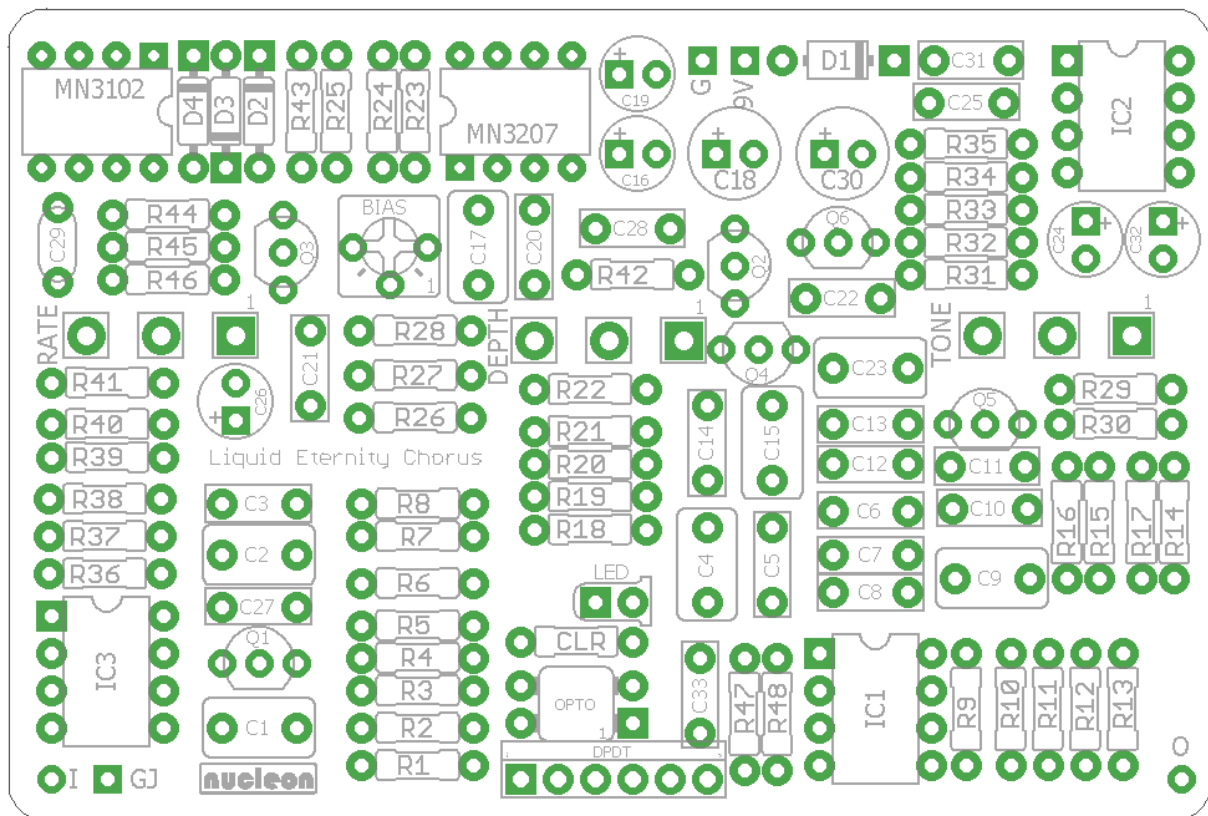 MN3102
D4
D3
D2
R43
R25
R24
R23
MN3207
+
C19
G
9V
D1
C31
C25
IC2
+
C16
+
C18
+
C30
R35
R34
R33
R32
R31
C29
R44
R45
R46
Q3
BIAS
1
C17
C20
C28
R42
Q2
Q6
C22
C24
+
C32
+
RATE
1
C21
R28
R27
R26
DEPTH
1
Q4
C23
TONE
1
R41
R40
R39
R38
R37
R36
C26
+
Liquid Eternity Chorus
R22
R21
R20
R19
R18
C14
C15
C13
C12
Q5
C11
C10
R29
R30
C3
C2
C27
R8
R7
R6
R5
R4
R3
R2
R1
C4
C5
C6
C7
C8
C9
R16
R15
R17
R14
LED
CLR
OPTO
1
IC3
Q1
C1
C33
R47
R48
IC1
R9
R10
R11
R12
R13
DPDT
I
GJ
nucleon
O